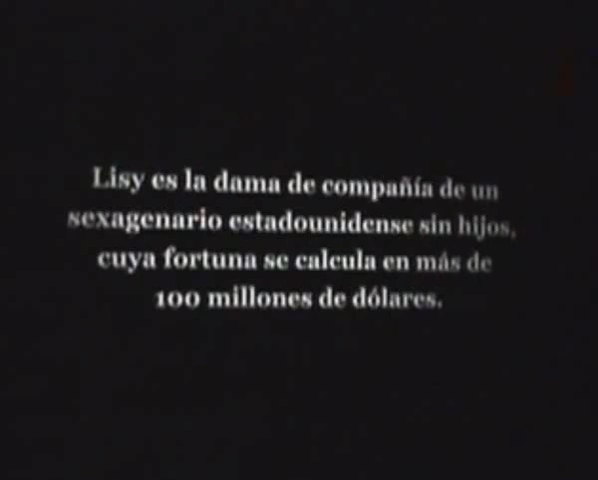 Lisy es la dama de compañía de un
sexagenario estadounidense sin hijos,
cuya fortuna se calcula en más de
100 millones de dólares.